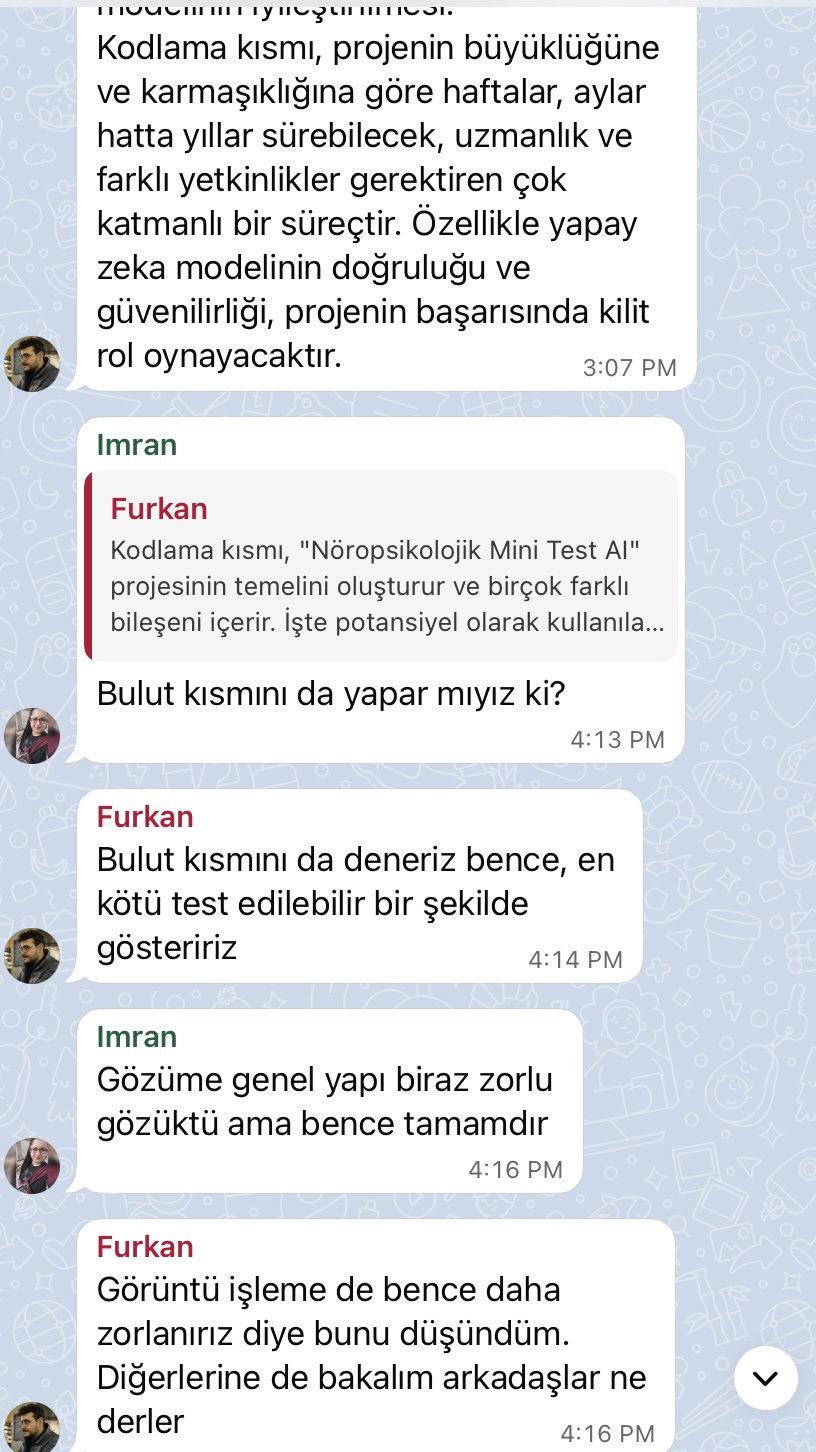 modelinin iyileştirilmesi.
Kodlama kısmı, projenin büyüklüğüne
ve karmaşıklığına göre haftalar, aylar
hatta yıllar sürebilecek, uzmanlık ve
farklı yetkinlikler gerektiren çok
katmanlı bir süreçtir. Özellikle yapay
zeka modelinin doğruluğu ve
güvenilirliği, projenin başarısında kilit
rol oynayacaktır.
3:07 PM
Imran
Furkan
Kodlama kısmı, "Nöropsikolojik Mini Test AI"
projesinin temelini oluşturur ve birçok farklı
bileşeni içerir. İşte potansiyel olarak kullanıla...
Bulut kısmını da yapar mıyız ki?
4:13 PM
Furkan
Bulut kısmını da deneriz bence, en
kötü test edilebilir bir şekilde
gösteririz
4:14 PM
Imran
Gözüme genel yapı biraz zorlu
gözüktü ama bence tamamdır
4:16 PM
Furkan
Görüntü işleme de bence daha
zorlanırız diye bunu düşündüm.
Diğerlerine de bakalım arkadaşlar ne
derler
4:16 PM